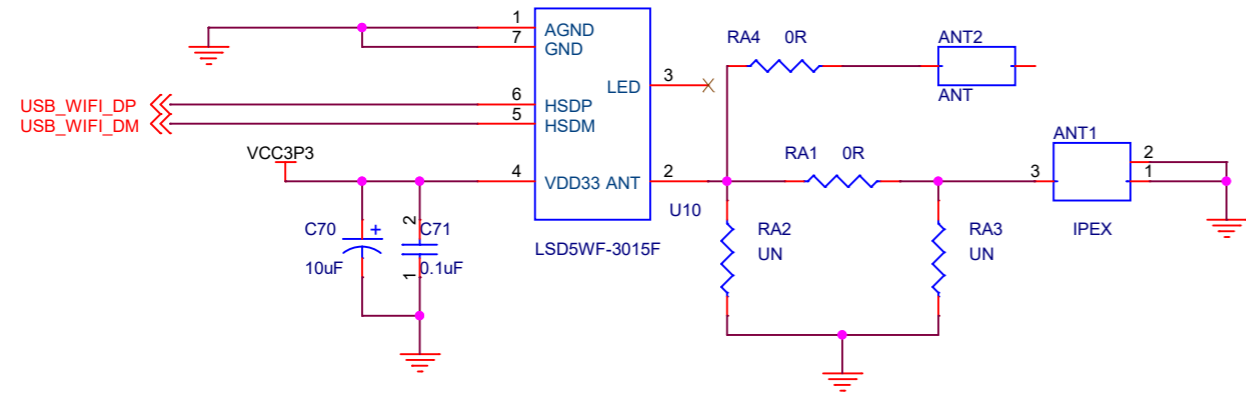 1
AGND
7
GND
RA4 0R
ANT2
ANT
LED
3
USB_WIFI_DP
6
HSDP
USB_WIFI_DM
5
HSDM
ANT1
VCC3P3
RA1 0R
2
4
VDD33 ANT
2
3
1
U10
C70
+
2
C71
RA2
UN
RA3
UN
IPEX
LSD5WF-3015F
10uF
1
0.1uF